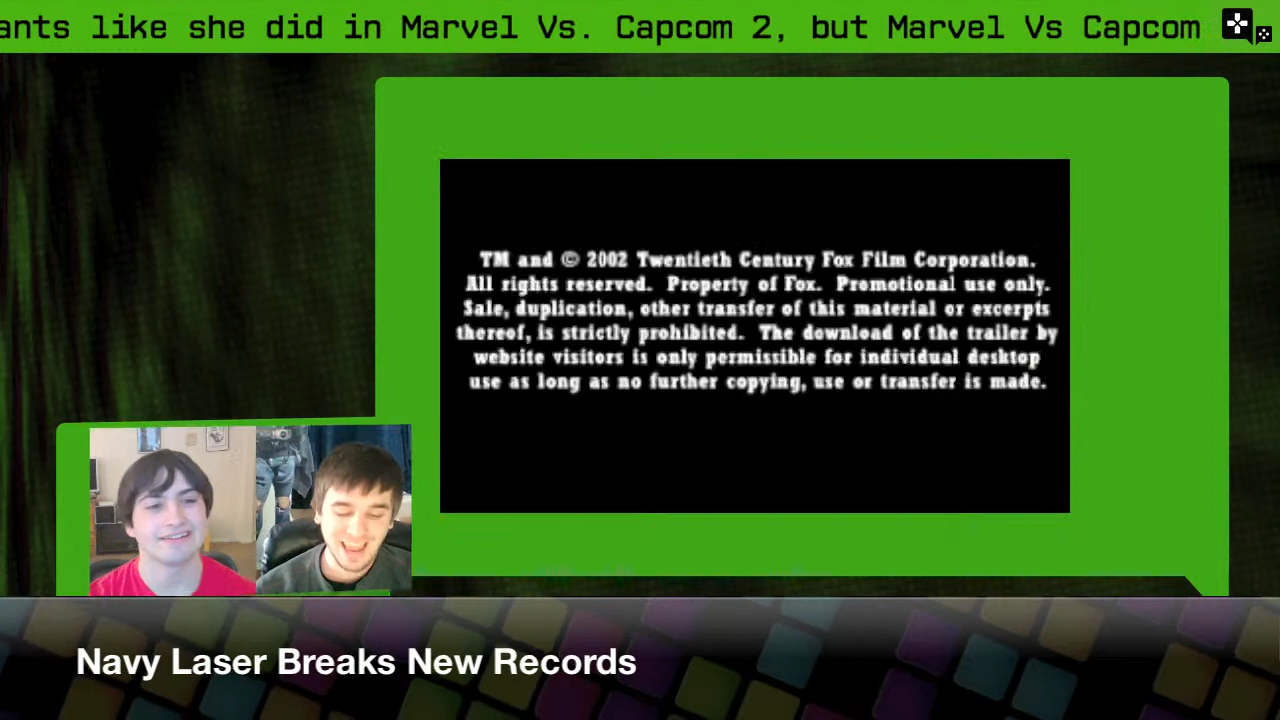 ants like she did in Marvel Vs. Capcom 2, but Marvel Vs Capcom
TM and © 2002 Twentieth Century Fox Film Corporation.
All rights reserved. Property of Fox. Promotional use only.
Sale, duplication, other transfer of this material or excerpts
thereof, is strictly prohibited. The download of the trailer by
website visitors is only permissible for individual desktop
use as long as no further copying, use or transfer is made.
Navy Laser Breaks New Records